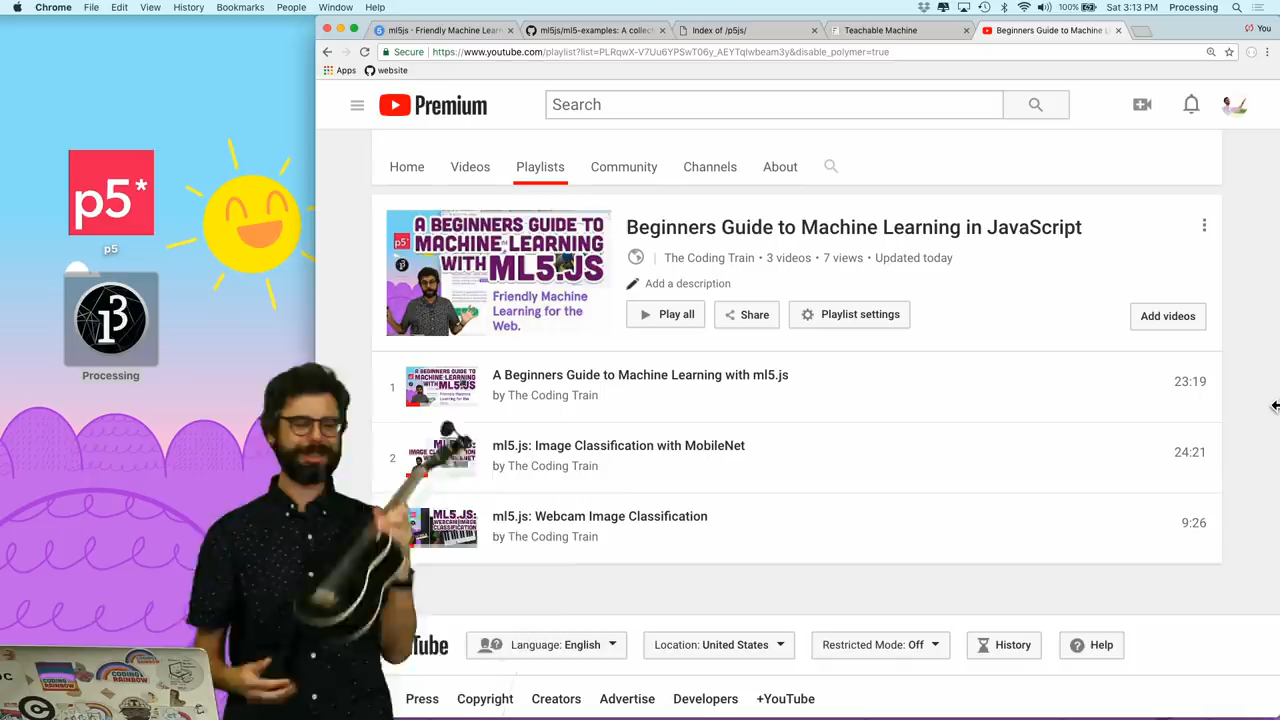 Chrome File Edit View History Bookmarks People Window Help
100% Sat 3:13 PM Processing
ml5js · Friendly Machine Learn
ml5js/ml5-examples: A collect
Index of /p5js/
Teachable Machine
Beginners Guide to Machine L
You
Secure https://www.youtube.com/playlist?list=PLRqwX-V7Uu6YPSwT06y_AEYTqIwbeam3y&disable_polymer=true
Apps website
Premium
Search
Home Videos Playlists Community Channels About
p5*
p5
Processing
A BEGINNERS GUIDE TO
MACHINE LEARNING
WITH ML5.JS
p5
Friendly Machine
Learning for the
Web.
Beginners Guide to Machine Learning in JavaScript
The Coding Train • 3 videos • 7 views • Updated today
Add a description
Play all Share Playlist settings Add videos
1 A Beginners Guide to Machine Learning with ml5.js 23:19
by The Coding Train
2 ml5.js: Image Classification with MobileNet 24:21
by The Coding Train
ml5.js: Webcam Image Classification 9:26
by The Coding Train
Tube
Language: English Location: United States Restricted Mode: Off History Help
Press Copyright Creators Advertise Developers +YouTube
CODING
RAINBOW